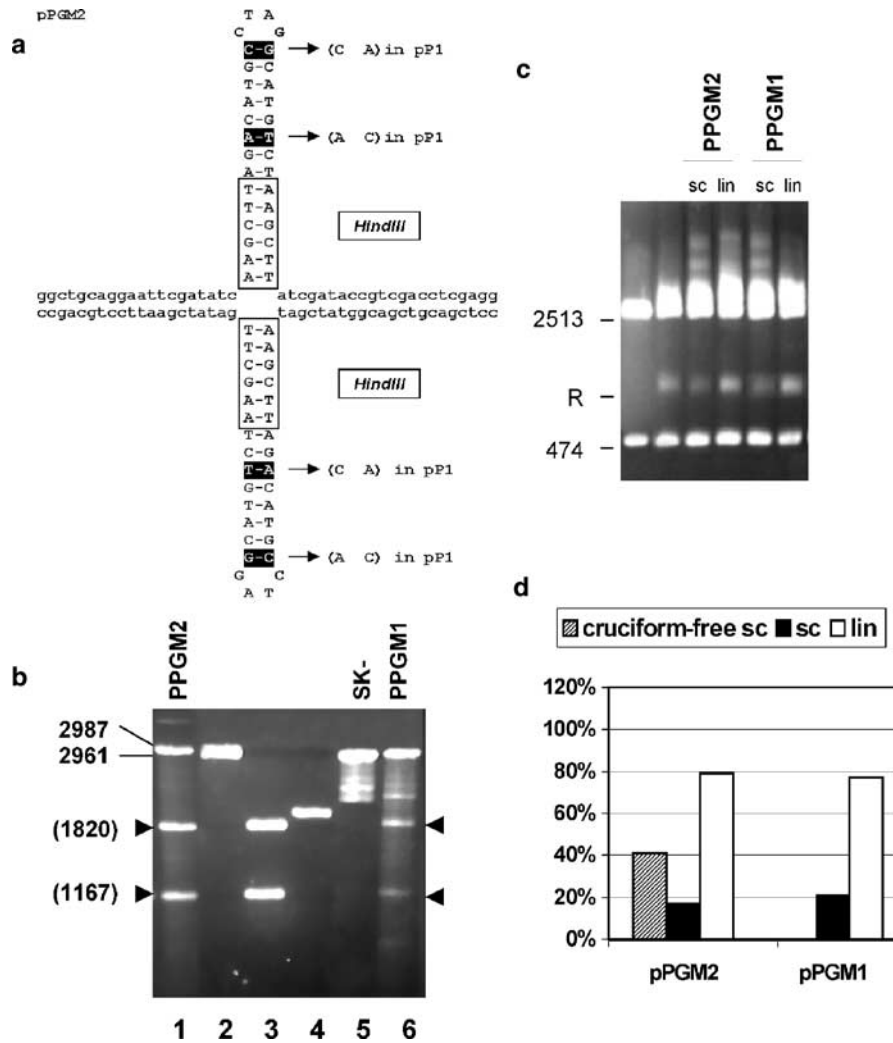 pPGM2
a
T A
C G
C-G (C A) in pP1
G-C
T-A
A-T
C-G
A-T (A C) in pP1
G-C
A-T
T-A
T-A
C-G HindIII
G-C
A-T
A-T
ggctgcaggaattcgatatc atcgataccgtcgacctcgagg
ccgacgtccttaagctatag tagctatggcagctgcagctcc
T-A
T-A
C-G HindIII
G-C
A-T
A-T
T-A
C-G
T-A (C A) in pP1
G-C
T-A
A-T
C-G
G-C (A C) in pP1
G C
A T
b
PPGM2
SK-
PPGM1
2987
2961
(1820)
(1167)
1 2 3 4 5 6
c
PPGM2 PPGM1
sc lin sc lin
2513
R
474
d
cruciform-free sc sc lin
120%
100%
80%
60%
40%
20%
0%
pPGM2 pPGM1